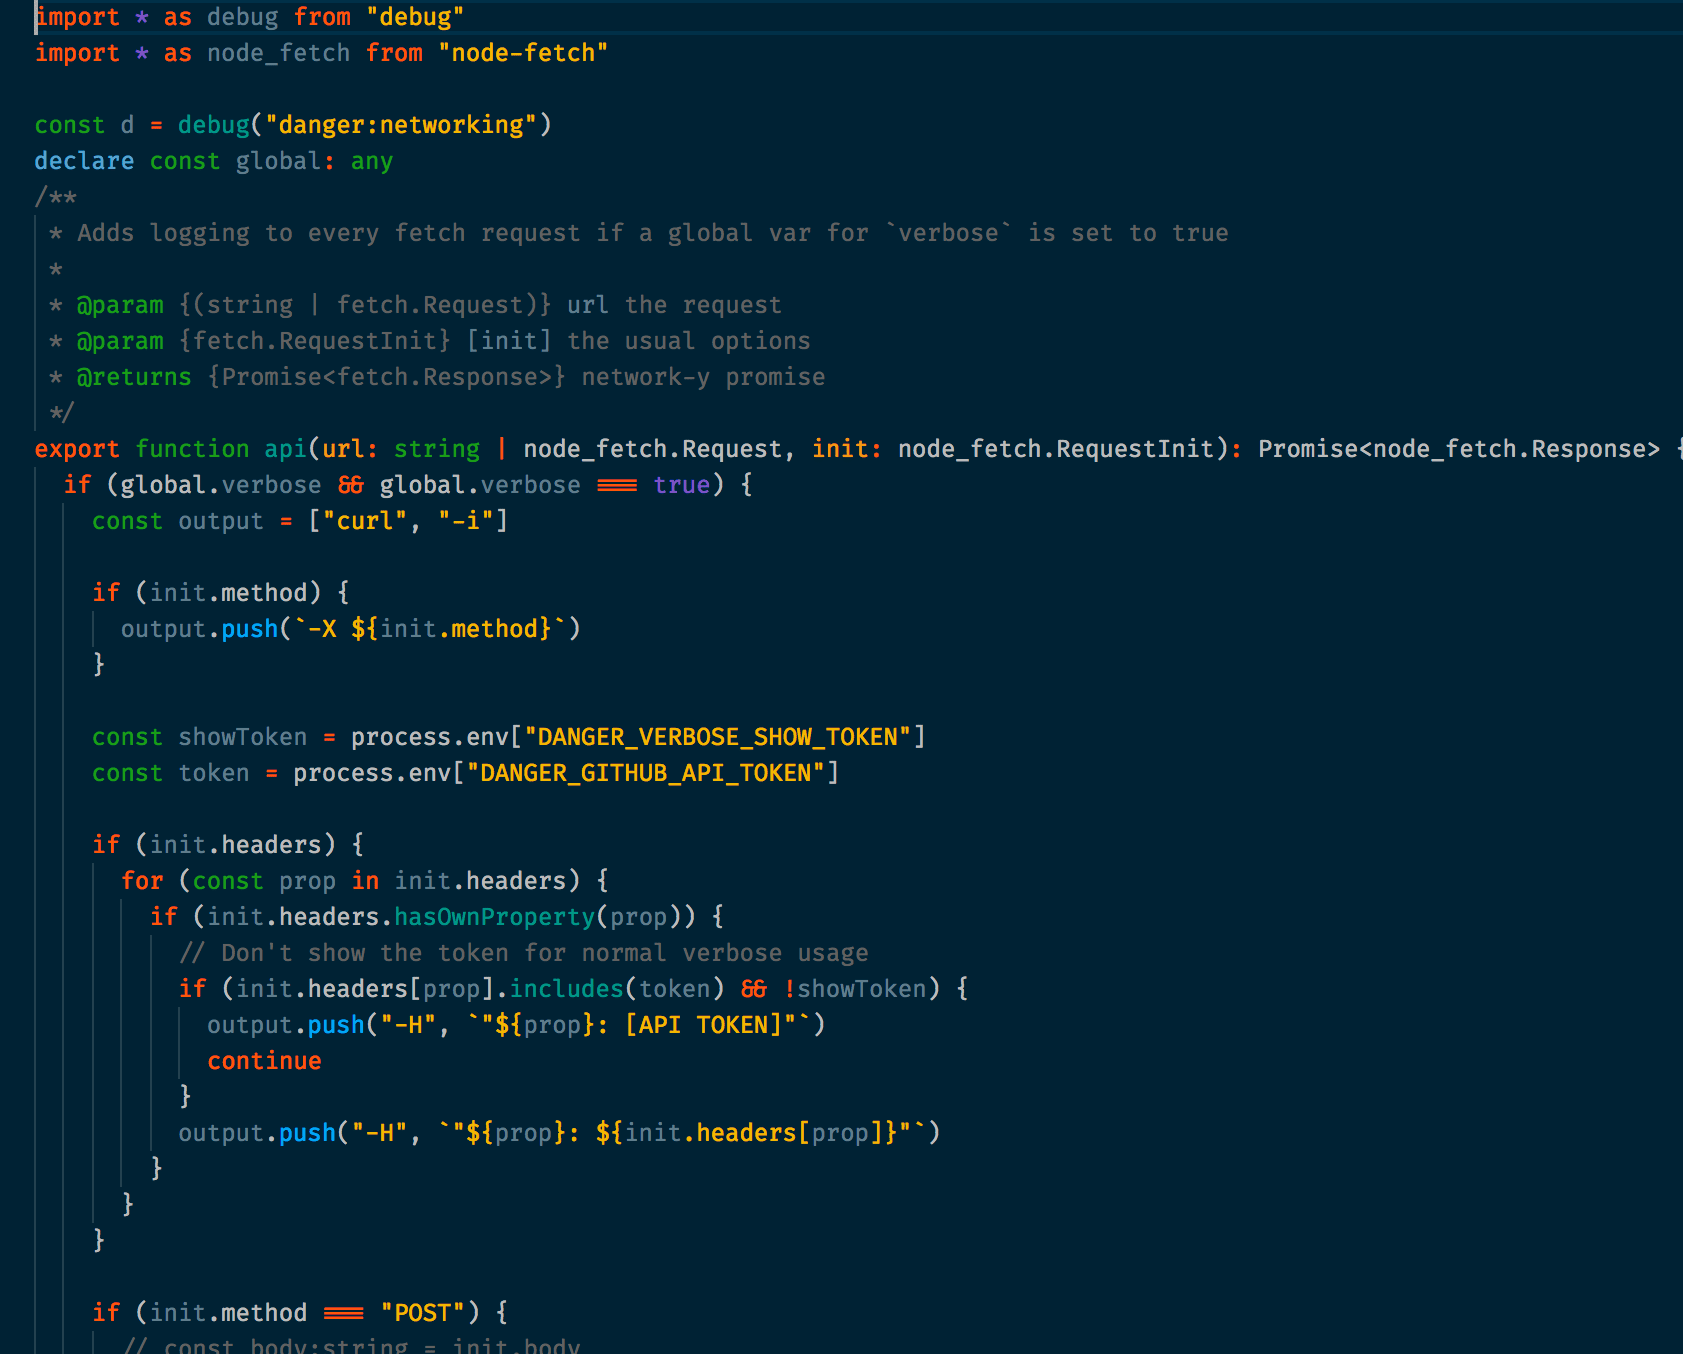 import * as debug from "debug"
import * as node_fetch from "node-fetch"
const d = debug("danger:networking")
declare const global: any
/**
* Adds logging to every fetch request if a global var for `verbose` is set to true
*
* @param {(string | fetch.Request)} url the request
* @param {fetch.RequestInit} [init] the usual options
* @returns {Promise<fetch.Response>} network-y promise
*/
export function api(url: string | node_fetch.Request, init: node_fetch.RequestInit): Promise<node_fetch.Response> {
if (global.verbose && global.verbose === true) {
const output = ["curl", "-i"]
if (init.method) {
output.push(`-X ${init.method}`)
}
const showToken = process.env["DANGER_VERBOSE_SHOW_TOKEN"]
const token = process.env["DANGER_GITHUB_API_TOKEN"]
if (init.headers) {
for (const prop in init.headers) {
if (init.headers.hasOwnProperty(prop)) {
// Don't show the token for normal verbose usage
if (init.headers[prop].includes(token) && !showToken) {
output.push("-H", `"${prop}: [API TOKEN]"`)
continue
}
output.push("-H", `"${prop}: ${init.headers[prop]}"`)
}
}
}
if (init.method === "POST") {
// const body:string = init.body